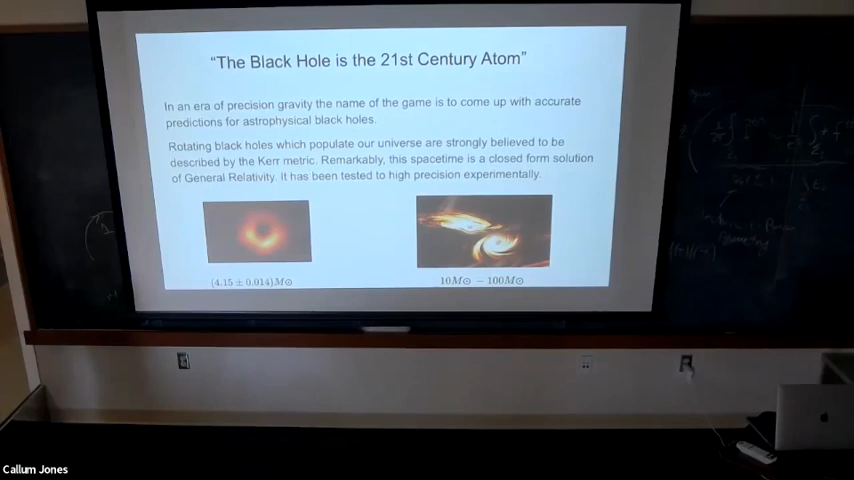 “The Black Hole is the 21st Century Atom”
In an era of precision gravity the name of the game is to come up with accurate
predictions for astrophysical black holes.
Rotating black holes which populate our universe are strongly believed to be
described by the Kerr metric. Remarkably, this spacetime is a closed form solution
of General Relativity. It has been tested to high precision experimentally.
(4.15 ± 0.014)M⊙
10M⊙ − 100M⊙
Callum Jones